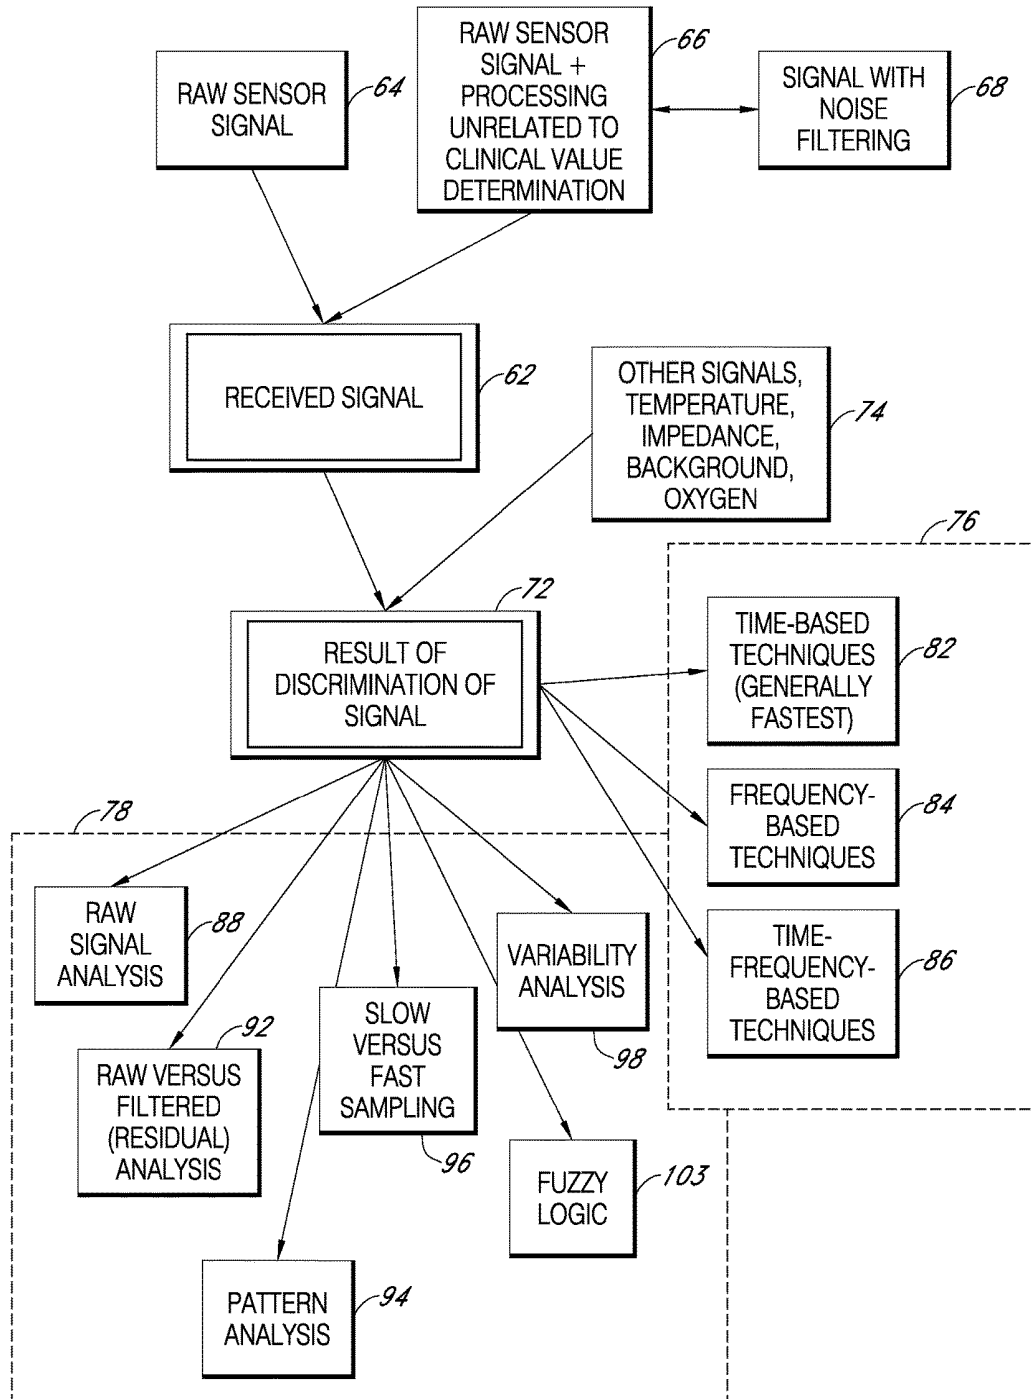 RAW SENSOR
SIGNAL
64
RAW SENSOR
SIGNAL +
PROCESSING
UNRELATED TO
CLINICAL VALUE
DETERMINATION
66
SIGNAL WITH
NOISE
FILTERING
68
RECEIVED SIGNAL
62
OTHER SIGNALS,
TEMPERATURE,
IMPEDANCE,
BACKGROUND,
OXYGEN
74
76
72
RESULT OF
DISCRIMINATION OF
SIGNAL
TIME-BASED
TECHNIQUES
(GENERALLY
FASTEST)
82
FREQUENCY-
BASED
TECHNIQUES
84
TIME-
FREQUENCY-
BASED
TECHNIQUES
86
78
RAW
SIGNAL
ANALYSIS
88
VARIABILITY
ANALYSIS
98
92
RAW VERSUS
FILTERED
(RESIDUAL)
ANALYSIS
SLOW
VERSUS
FAST
SAMPLING
96
FUZZY
LOGIC
103
PATTERN
ANALYSIS
94